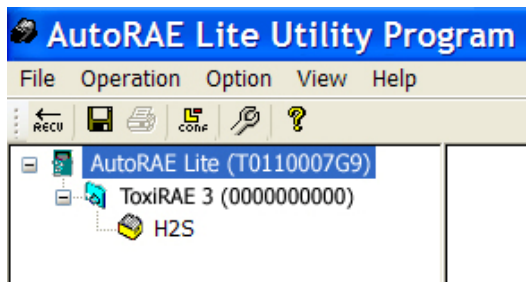 AutoRAE Lite Utility Program
File Operation Option View Help
RECV CONF ?
AutoRAE Lite (T0110007G9)
ToxiRAE 3 (0000000000)
H2S